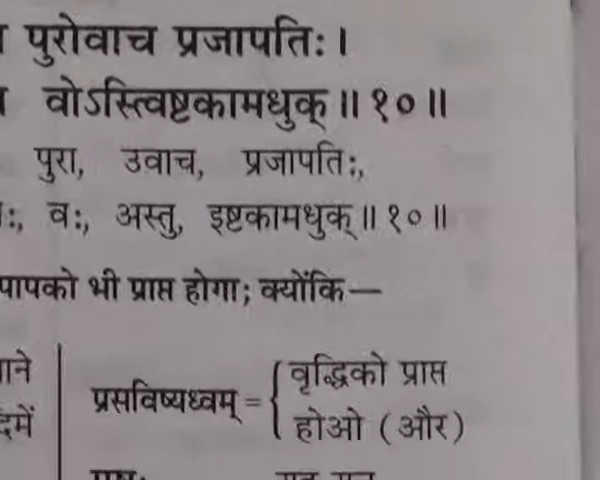 पुरोवाच प्रजापतिः।
वोऽस्त्विष्टकामधुक्॥१०॥
पुरा, उवाच, प्रजापतिः,
वः, अस्तु, इष्टकामधुक्॥१०॥
पापको भी प्राप्त होगा; क्योंकि—
प्रसविष्यध्वम् = { वृद्धिको प्राप्त
होओ (और)